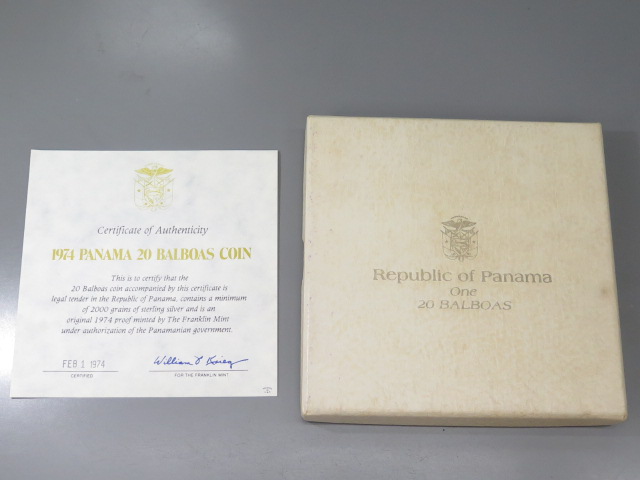 Certificate of Authenticity
1974 PANAMA 20 BALBOAS COIN
This is to certify that the
20 Balboas coin accompanied by this certificate is
legal tender in the Republic of Panama, contains a minimum
of 2000 grains of sterling silver and is an
original 1974 proof minted by The Franklin Mint
under authorization of the Panamanian government.
FEB 1 1974
CERTIFIED
William
FOR THE FRANKLIN MINT
Republic of Panama
One
20 BALBOAS